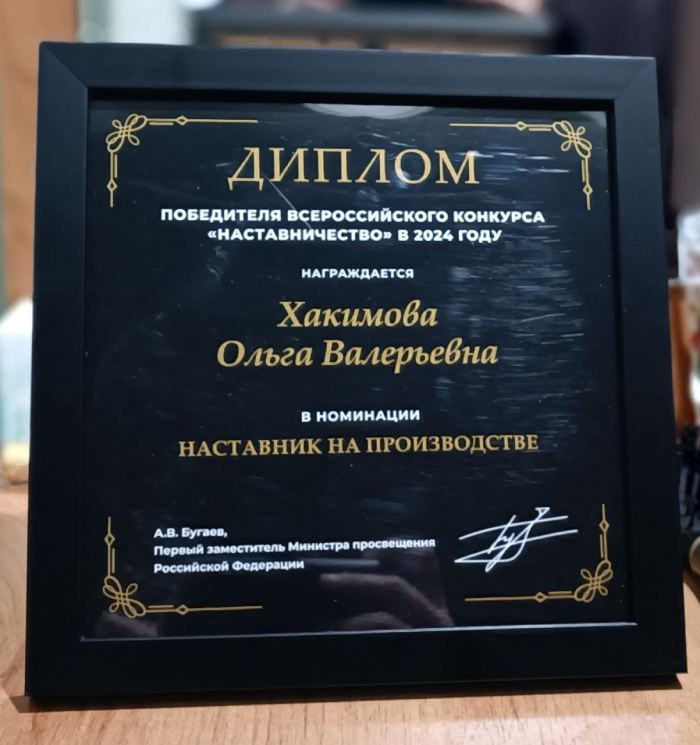 ДИПЛОМ
ПОБЕДИТЕЛЯ ВСЕРОССИЙСКОГО КОНКУРСА
«НАСТАВНИЧЕСТВО» В 2024 ГОДУ
НАГРАЖДАЕТСЯ
Хакимова
Ольга Валерьевна
В НОМИНАЦИИ
НАСТАВНИК НА ПРОИЗВОДСТВЕ
А.В. Бугаев,
Первый заместитель Министра просвещения
Российской Федерации